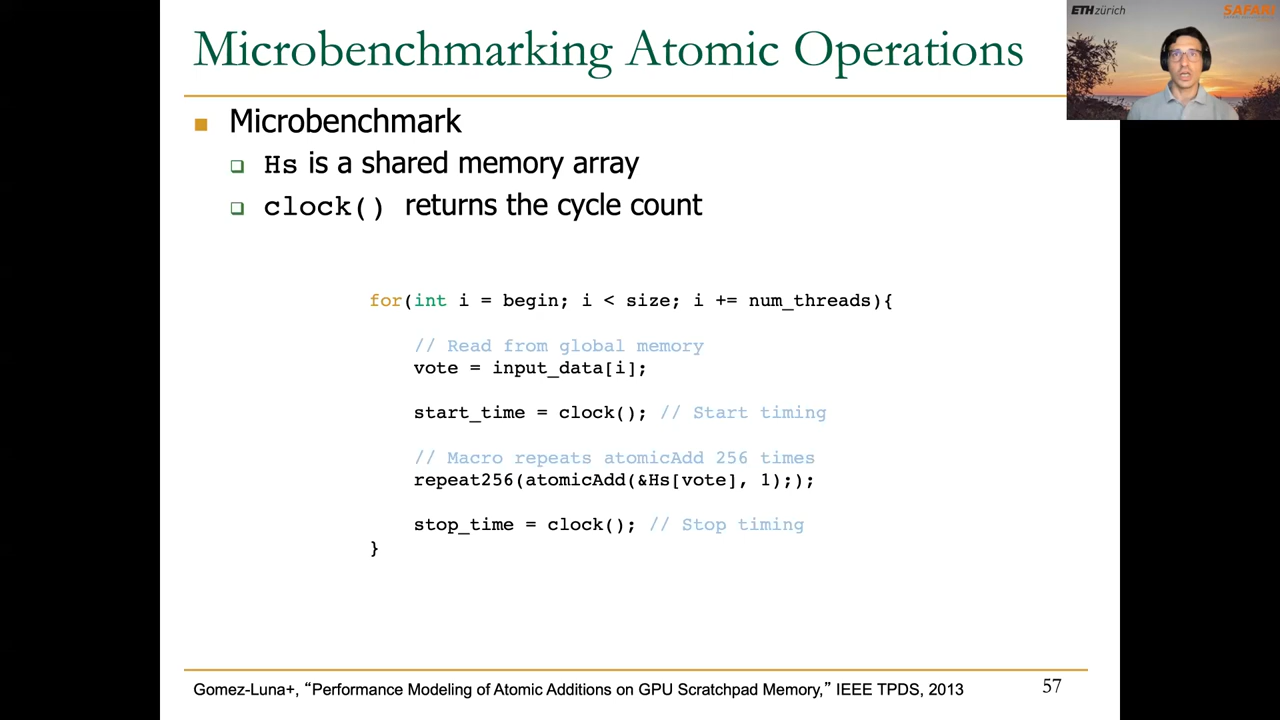 Microbenchmarking Atomic Operations
ETHzürich
SAFARI
Microbenchmark
Hs is a shared memory array
clock() returns the cycle count
for(int i = begin; i < size; i += num_threads){
// Read from global memory
vote = input_data[i];
start_time = clock(); // Start timing
// Macro repeats atomicAdd 256 times
repeat256(atomicAdd(&Hs[vote], 1););
stop_time = clock(); // Stop timing
}
Gomez-Luna+, “Performance Modeling of Atomic Additions on GPU Scratchpad Memory,” IEEE TPDS, 2013
57